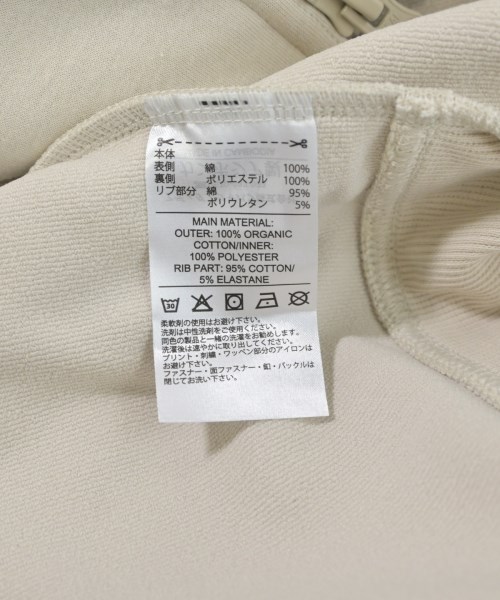 本体
表側 綿 100%
裏側 ポリエステル 100%
リブ部分 綿 95%
ポリウレタン 5%
MAIN MATERIAL:
OUTER: 100% ORGANIC
COTTON/INNER:
100% POLYESTER
RIB PART: 95% COTTON/
5% ELASTANE
30
柔軟剤の使用はお避け下さい。
洗剤は中性洗剤をご使用ください。
同色の製品と一緒の洗濯をお勧めします。
洗濯後は速やかに取り出してください。
プリント・刺繍・ワッペン部分のアイロンは
お避け下さい。
ファスナー・面ファスナー・釦・バックルは
閉じてお洗い下さい。